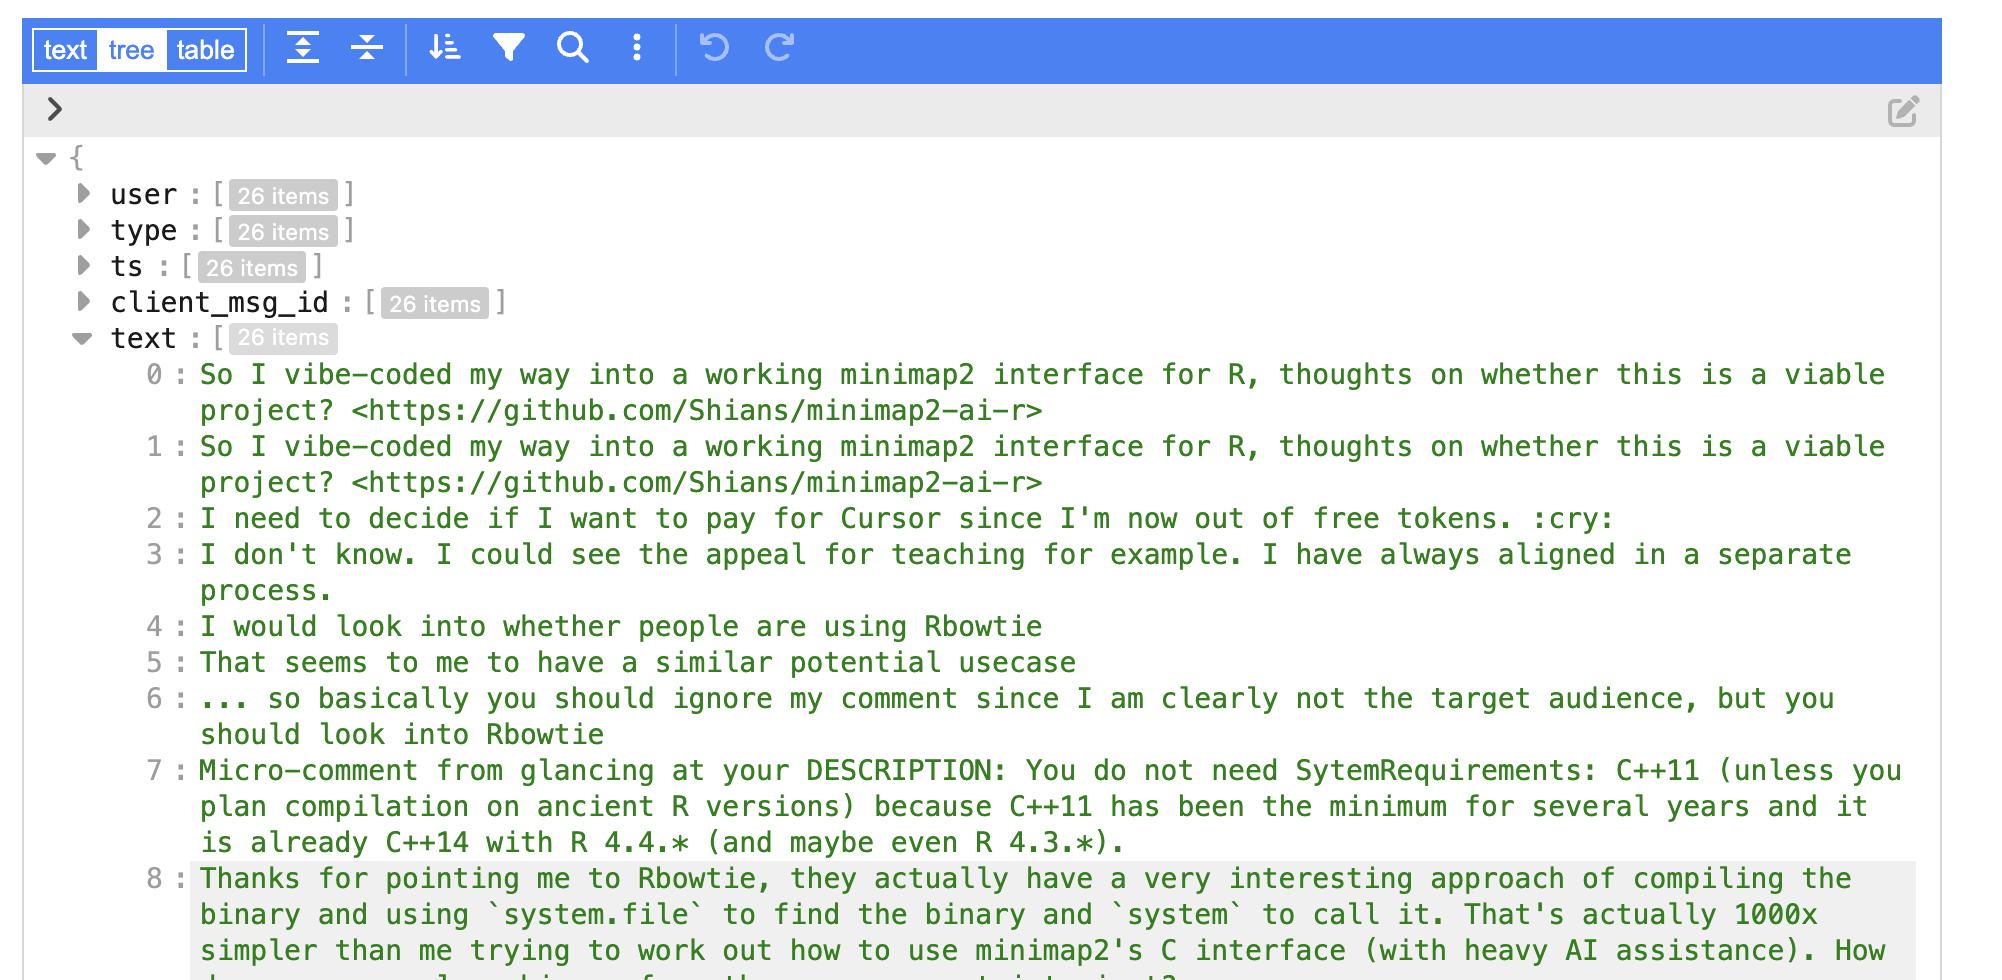 text tree table
{
user : [ 26 items ]
type : [ 26 items ]
ts : [ 26 items ]
client_msg_id : [ 26 items ]
text : [ 26 items
0 : So I vibe-coded my way into a working minimap2 interface for R, thoughts on whether this is a viable
project? <https://github.com/Shians/minimap2-ai-r>
1 : So I vibe-coded my way into a working minimap2 interface for R, thoughts on whether this is a viable
project? <https://github.com/Shians/minimap2-ai-r>
2 : I need to decide if I want to pay for Cursor since I'm now out of free tokens. :cry:
3 : I don't know. I could see the appeal for teaching for example. I have always aligned in a separate
process.
4 : I would look into whether people are using Rbowtie
5 : That seems to me to have a similar potential usecase
6 : ... so basically you should ignore my comment since I am clearly not the target audience, but you
should look into Rbowtie
7 : Micro-comment from glancing at your DESCRIPTION: You do not need SytemRequirements: C++11 (unless you
plan compilation on ancient R versions) because C++11 has been the minimum for several years and it
is already C++14 with R 4.4.* (and maybe even R 4.3.*).
8 : Thanks for pointing me to Rbowtie, they actually have a very interesting approach of compiling the
binary and using `system.file` to find the binary and `system` to call it. That's actually 1000x
simpler than me trying to work out how to use minimap2's C interface (with heavy AI assistance). How